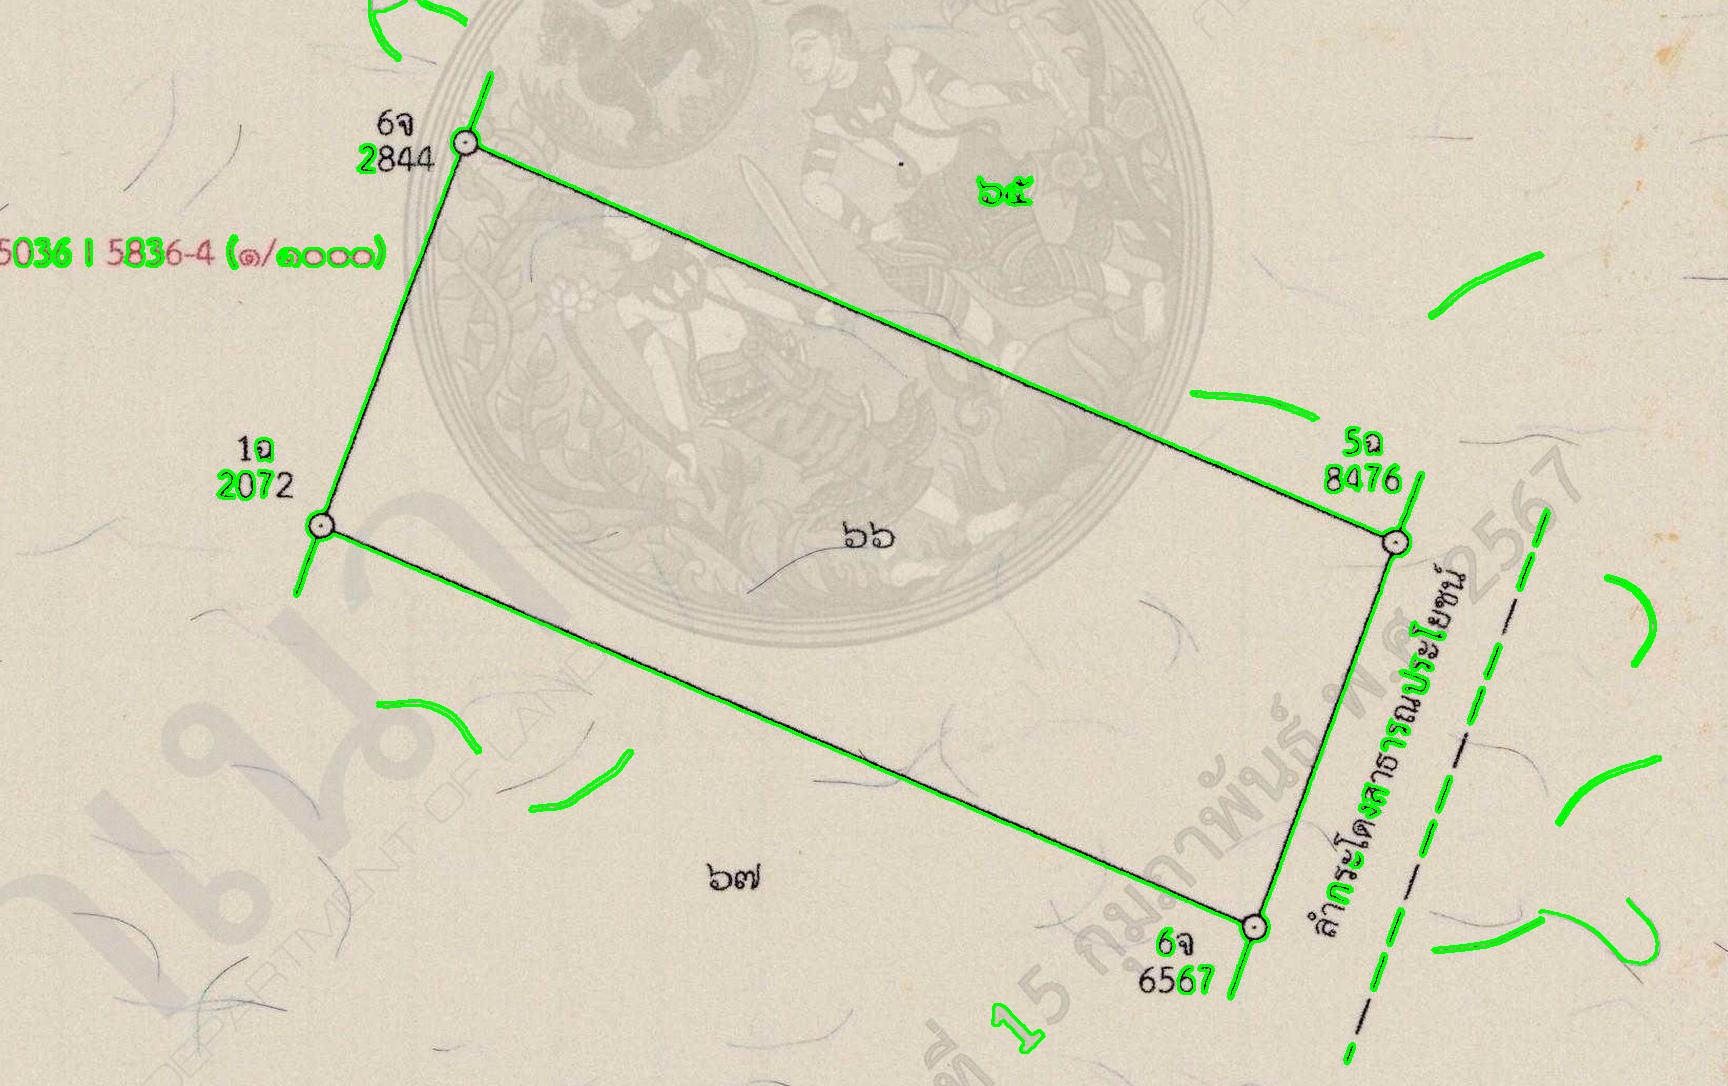 6จ
2844
๖๕
5036 I 5836-4 (๑/๑๐๐๐)
1ฉ
2072
5ฉ
8476
๖๖
ลำกระโดงสาธารณประโยชน์
๖๗
6จ
6567
ที่ 15 กุมภาพันธ์ พ.ศ. 2567
DEPARTMENT OF LANDS